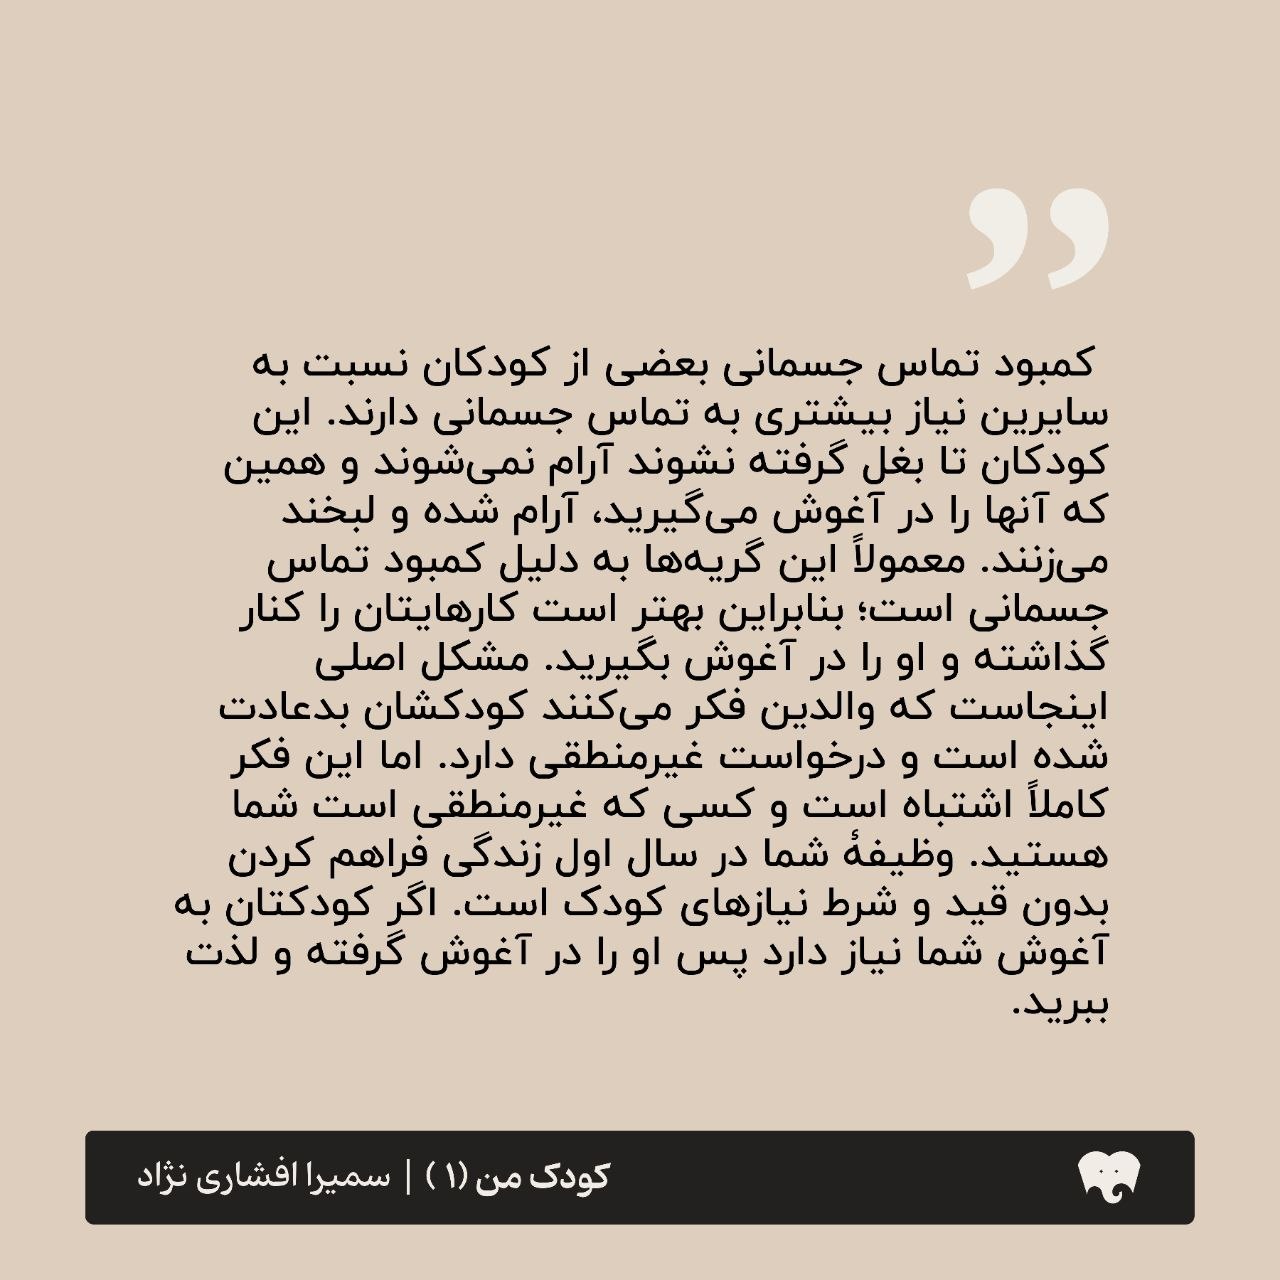 ”
کمبود تماس جسمانی بعضی از کودکان نسبت به
سایرین نیاز بیشتری به تماس جسمانی دارند. این
کودکان تا بغل گرفته نشوند آرام نمی‌شوند و همین
که آنها را در آغوش می‌گیرید، آرام شده و لبخند
می‌زنند. معمولاً این گریه‌ها به دلیل کمبود تماس
جسمانی است؛ بنابراین بهتر است کارهایتان را کنار
گذاشته و او را در آغوش بگیرید. مشکل اصلی
اینجاست که والدین فکر می‌کنند کودکشان بدعادت
شده است و درخواست غیرمنطقی دارد. اما این فکر
کاملاً اشتباه است و کسی که غیرمنطقی است شما
هستید. وظیفهٔ شما در سال اول زندگی فراهم کردن
بدون قید و شرط نیازهای کودک است. اگر کودکتان به
آغوش شما نیاز دارد پس او را در آغوش گرفته و لذت
ببرید.
کودک من (۱) | سمیرا افشاری نژاد